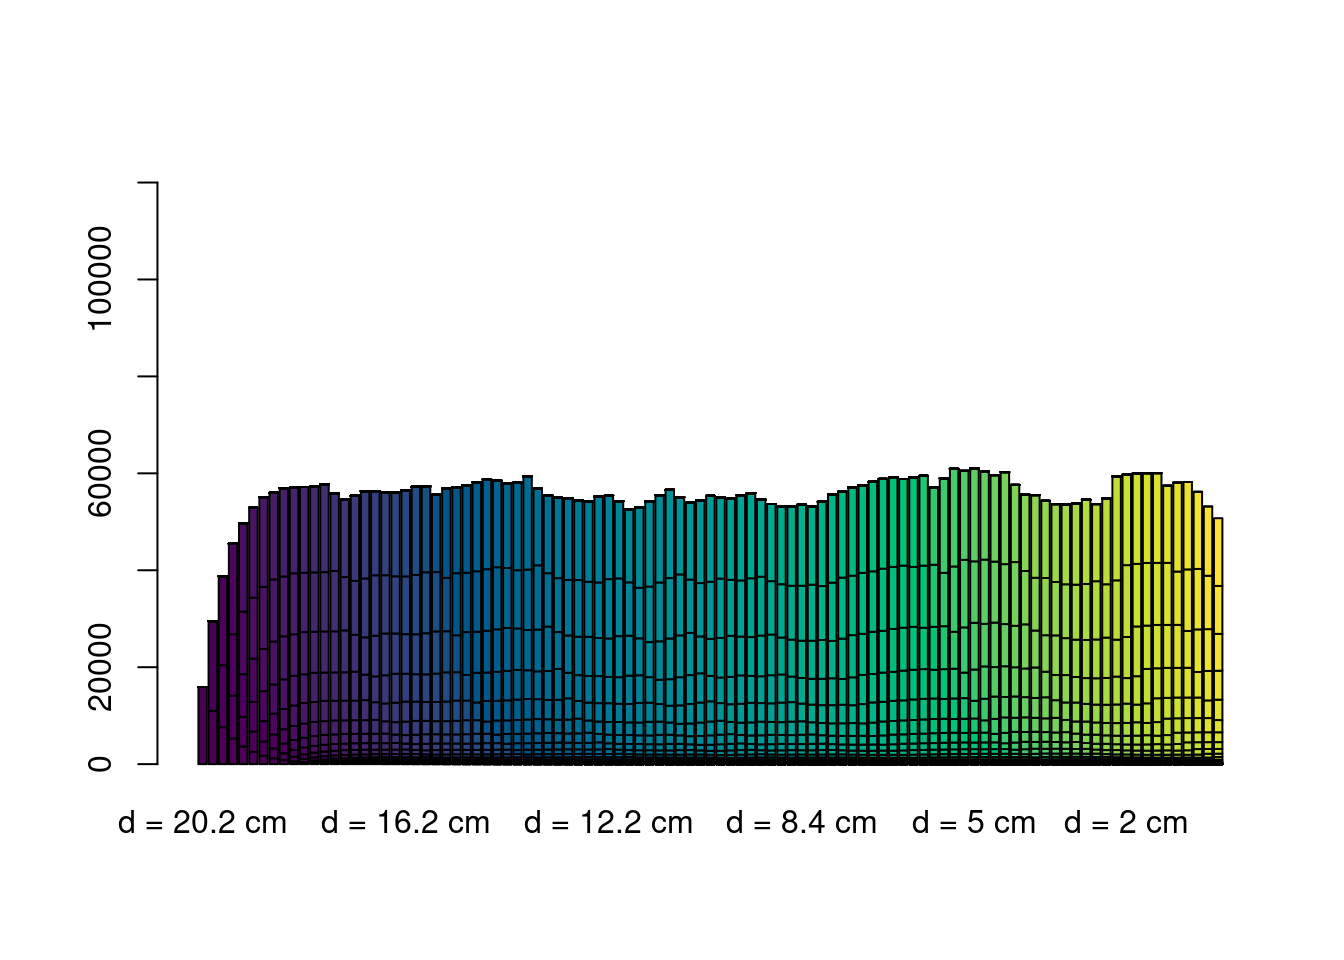 100000
60000
20000
0
d = 20.2 cm d = 16.2 cm d = 12.2 cm d = 8.4 cm d = 5 cm d = 2 cm